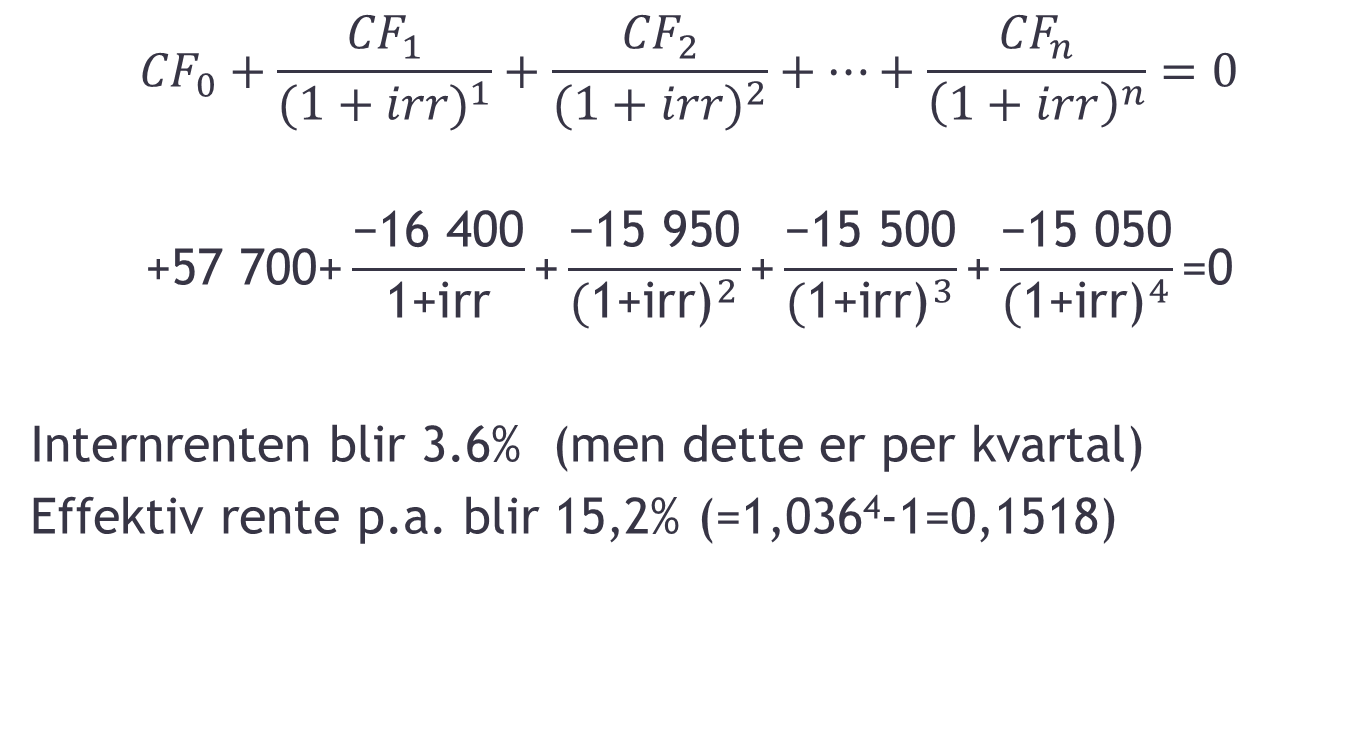 CF₀ + CF₁/(1 + irr)¹ + CF₂/(1 + irr)² + ⋯ + CFₙ/(1 + irr)ⁿ = 0
+57 700+ −16 400/1+irr + −15 950/(1+irr)² + −15 500/(1+irr)³ + −15 050/(1+irr)⁴ =0
Internrenten blir 3.6% (men dette er per kvartal)
Effektiv rente p.a. blir 15,2% (=1,036⁴-1=0,1518)